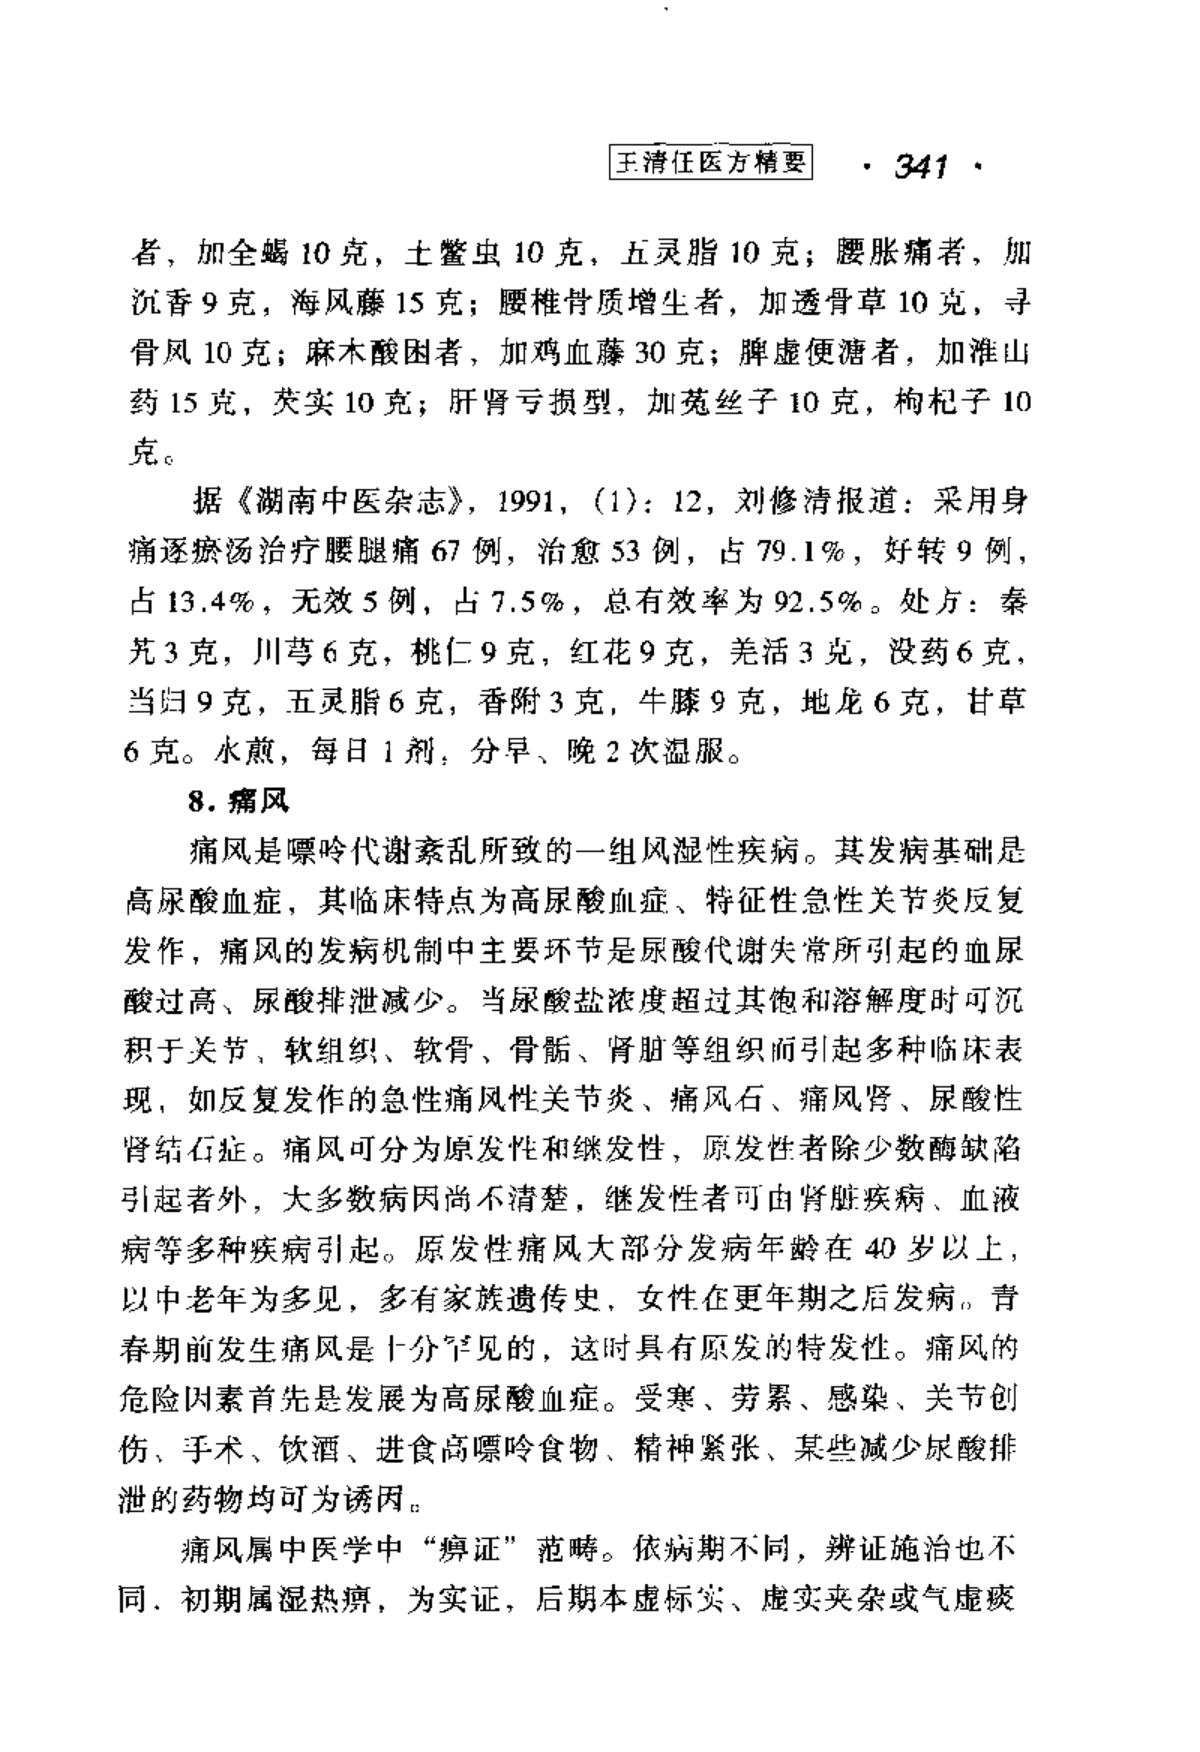 王清任医方精要 · 341 ·
者，加全蝎 10 克，土鳖虫 10 克，五灵脂 10 克；腰胀痛者，加
沉香 9 克，海风藤 15 克；腰椎骨质增生者，加透骨草 10 克，寻
骨风 10 克；麻木酸困者，加鸡血藤 30 克；脾虚便溏者，加淮山
药 15 克，芡实 10 克；肝肾亏损型，加菟丝子 10 克，枸杞子 10
克。
据《湖南中医杂志》，1991，（1）：12，刘修清报道：采用身
痛逐瘀汤治疗腰腿痛 67 例，治愈 53 例，占 79.1%，好转 9 例，
占 13.4%，无效 5 例，占 7.5%，总有效率为 92.5%。处方：秦
艽 3 克，川芎 6 克，桃仁 9 克，红花 9 克，羌活 3 克，没药 6 克，
当归 9 克，五灵脂 6 克，香附 3 克，牛膝 9 克，地龙 6 克，甘草
6 克。水煎，每日 1 剂，分早、晚 2 次温服。
8. 痛风
痛风是嘌呤代谢紊乱所致的一组风湿性疾病。其发病基础是
高尿酸血症，其临床特点为高尿酸血症、特征性急性关节炎反复
发作，痛风的发病机制中主要环节是尿酸代谢失常所引起的血尿
酸过高、尿酸排泄减少。当尿酸盐浓度超过其饱和溶解度时可沉
积于关节、软组织、软骨、骨骺、肾脏等组织而引起多种临床表
现，如反复发作的急性痛风性关节炎、痛风石、痛风肾、尿酸性
肾结石症。痛风可分为原发性和继发性，原发性者除少数酶缺陷
引起者外，大多数病因尚不清楚，继发性者可由肾脏疾病、血液
病等多种疾病引起。原发性痛风大部分发病年龄在 40 岁以上，
以中老年为多见，多有家族遗传史，女性在更年期之后发病。青
春期前发生痛风是十分罕见的，这时具有原发的特发性。痛风的
危险因素首先是发展为高尿酸血症。受寒、劳累、感染、关节创
伤、手术、饮酒、进食高嘌呤食物、精神紧张、某些减少尿酸排
泄的药物均可为诱因。
痛风属中医学中“痹证”范畴。依病期不同，辨证施治也不
同．初期属湿热痹，为实证，后期本虚标实、虚实夹杂或气虚痰